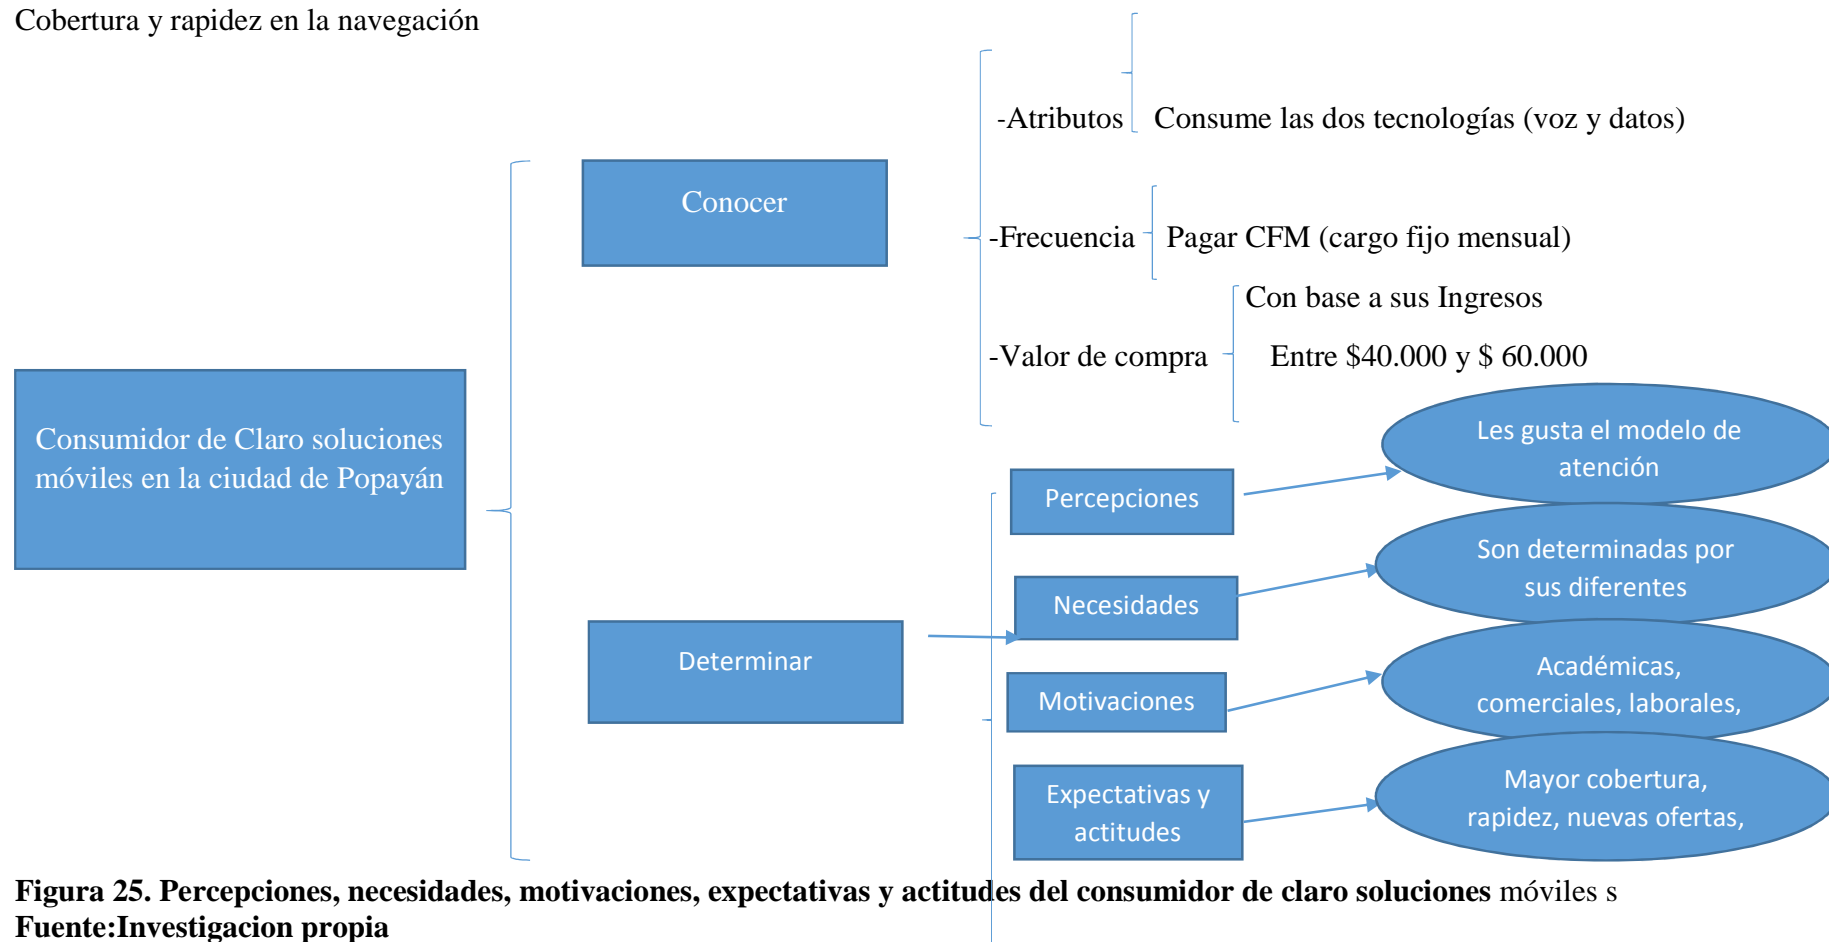 Cobertura y rapidez en la navegación
-Atributos
Consume las dos tecnologías (voz y datos)
Conocer
-Frecuencia
Pagar CFM (cargo fijo mensual)
Con base a sus Ingresos
-Valor de compra
Entre $40.000 y $ 60.000
Consumidor de Claro soluciones
móviles en la ciudad de Popayán
Les gusta el modelo de
atención
Percepciones
Son determinadas por
sus diferentes
Necesidades
Determinar
Académicas,
comerciales, laborales,
Motivaciones
Mayor cobertura,
rapidez, nuevas ofertas,
Expectativas y
actitudes
Figura 25. Percepciones, necesidades, motivaciones, expectativas y actitudes del consumidor de claro soluciones móviles s
Fuente:Investigacion propia